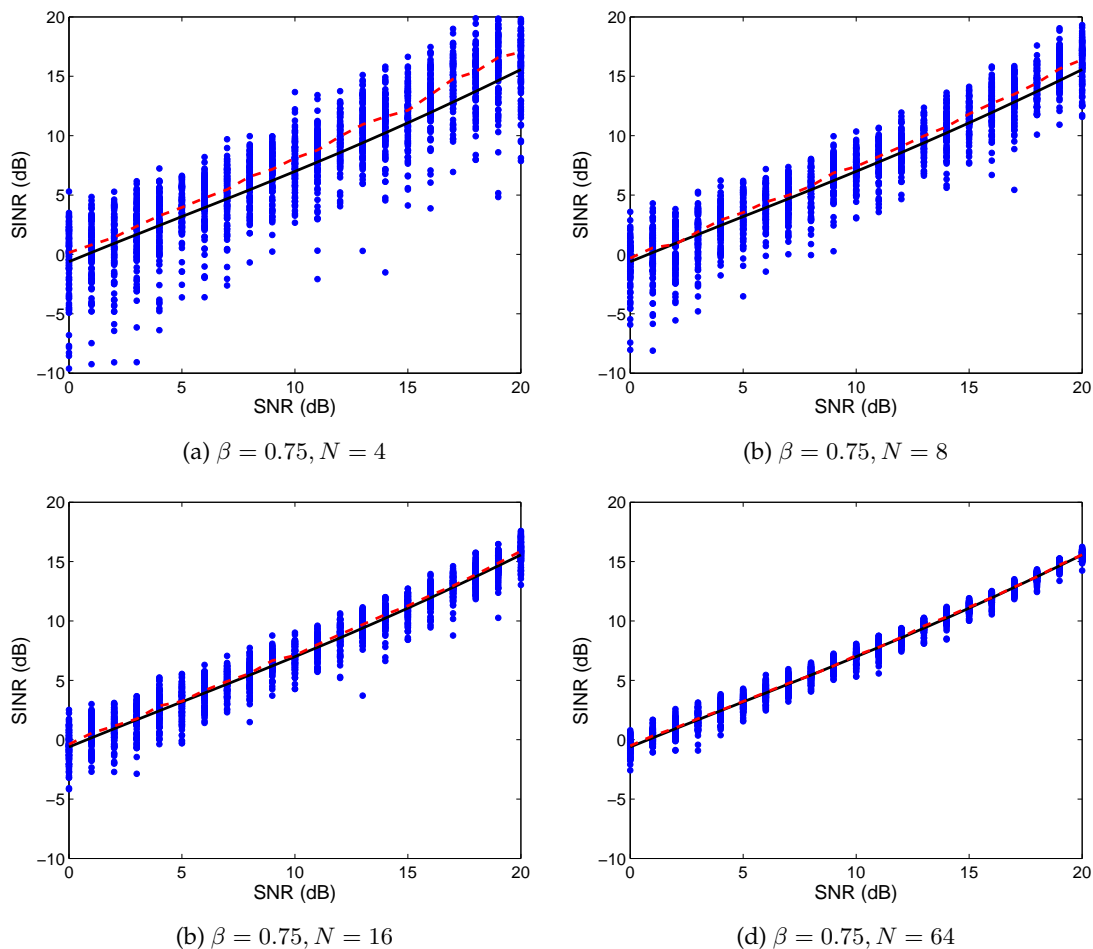 20
15
10
5
0
−5
−10
SINR (dB)
0 5 10 15 20
SNR (dB)
(a) β = 0.75, N = 4
20
15
10
5
0
−5
−10
SINR (dB)
0 5 10 15 20
SNR (dB)
(b) β = 0.75, N = 8
20
15
10
5
0
−5
−10
SINR (dB)
0 5 10 15 20
SNR (dB)
(b) β = 0.75, N = 16
20
15
10
5
0
−5
−10
SINR (dB)
0 5 10 15 20
SNR (dB)
(d) β = 0.75, N = 64